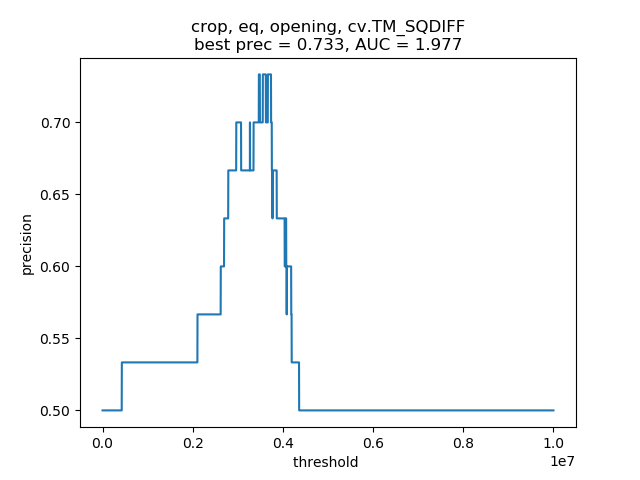 crop, eq, opening, cv.TM_SQDIFF
best prec = 0.733, AUC = 1.977
precision
0.70
0.65
0.60
0.55
0.50
0.0 0.2 0.4 0.6 0.8 1.0
threshold 1e7